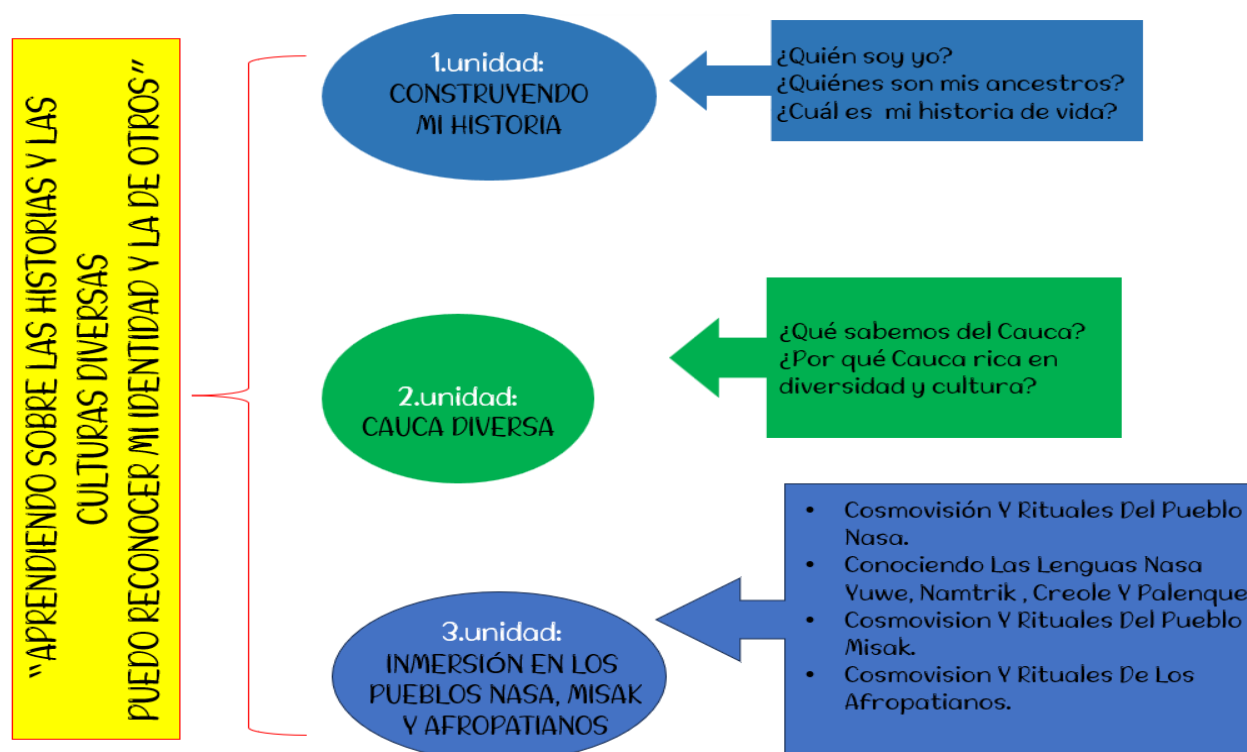 "APRENDIENDO SOBRE LAS HISTORIAS Y LAS
CULTURAS DIVERSAS
PUEDO RECONOCER MI IDENTIDAD Y LA DE OTROS"
1.unidad:
CONSTRUYENDO
MI HISTORIA
¿Quién soy yo?
¿Quiénes son mis ancestros?
¿Cuál es mi historia de vida?
2.unidad:
CAUCA DIVERSA
¿Qué sabemos del Cauca?
¿Por qué Cauca rica en
diversidad y cultura?
3.unidad:
INMERSIÓN EN LOS
PUEBLOS NASA, MISAK
Y AFROPATIANOS
• Cosmovisión Y Rituales Del Pueblo
Nasa.
• Conociendo Las Lenguas Nasa
Yuwe, Namtrik , Creole Y Palenque
• Cosmovision Y Rituales Del Pueblo
Misak.
• Cosmovision Y Rituales De Los
Afropatianos.